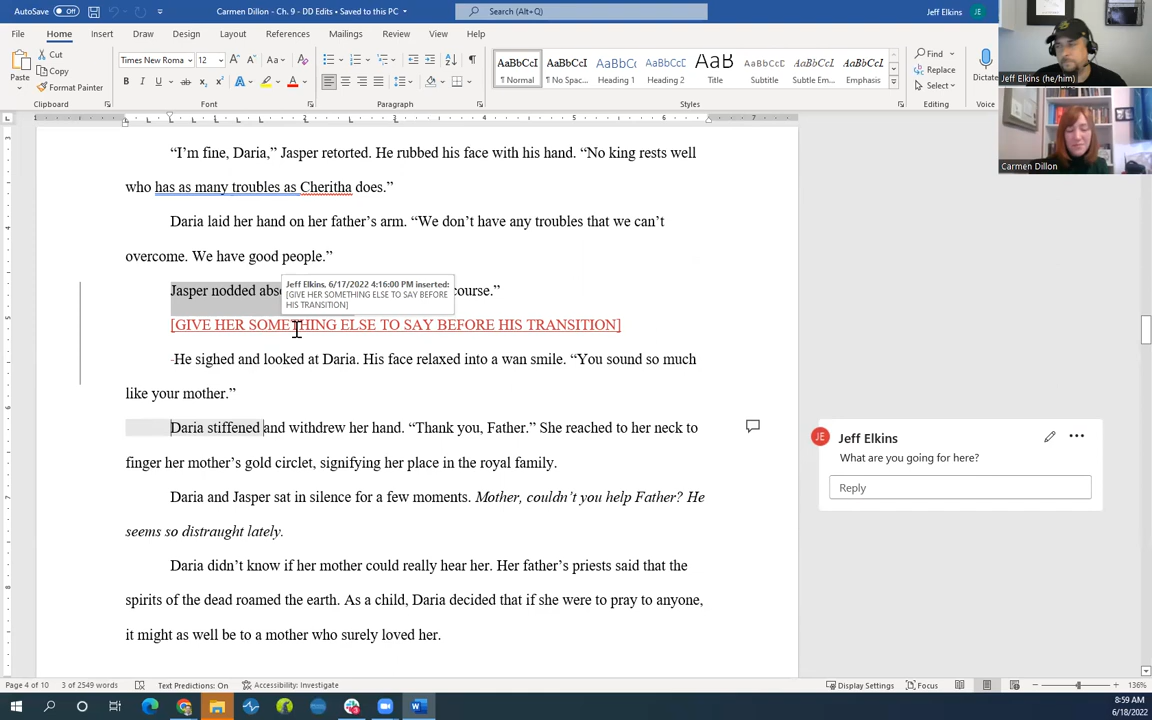 AutoSave Off Carmen Dillon - Ch. 9 - DD Edits • Saved to this PC Search (Alt+Q) Jeff Elkins JE
File Home Insert Draw Design Layout References Mailings Review View Help
Paste Cut Copy Format Painter
Times New Roma 12
AaBbCcI AaBbCcI AaBbCc AaBbCcl AaBb AaBbCcI AaBbCcI AaBbCcI
¶ Normal ¶ No Spac... Heading 1 Heading 2 Title Subtitle Subtle Em... Emphasis
Find Replace Select Dictate
Clipboard Font Paragraph Styles Editing Voice
Jeff Elkins (he/him)
Carmen Dillon
“I’m fine, Daria,” Jasper retorted. He rubbed his face with his hand. “No king rests well
who has as many troubles as Cheritha does.”
Daria laid her hand on her father’s arm. “We don’t have any troubles that we can’t
overcome. We have good people.”
Jeff Elkins, 6/17/2022 4:16:00 PM inserted:
[GIVE HER SOMETHING ELSE TO SAY BEFORE
HIS TRANSITION]
Jasper nodded abse course.”
[GIVE HER SOMETHING ELSE TO SAY BEFORE HIS TRANSITION]
He sighed and looked at Daria. His face relaxed into a wan smile. “You sound so much
like your mother.”
Daria stiffened and withdrew her hand. “Thank you, Father.” She reached to her neck to
finger her mother’s gold circlet, signifying her place in the royal family.
Daria and Jasper sat in silence for a few moments. Mother, couldn’t you help Father? He
seems so distraught lately.
Daria didn’t know if her mother could really hear her. Her father’s priests said that the
spirits of the dead roamed the earth. As a child, Daria decided that if she were to pray to anyone,
it might as well be to a mother who surely loved her.
JE Jeff Elkins
What are you going for here?
Reply
Page 4 of 10 3 of 2549 words Text Predictions: On Accessibility: Investigate Display Settings Focus 136%
8:59 AM
6/18/2022